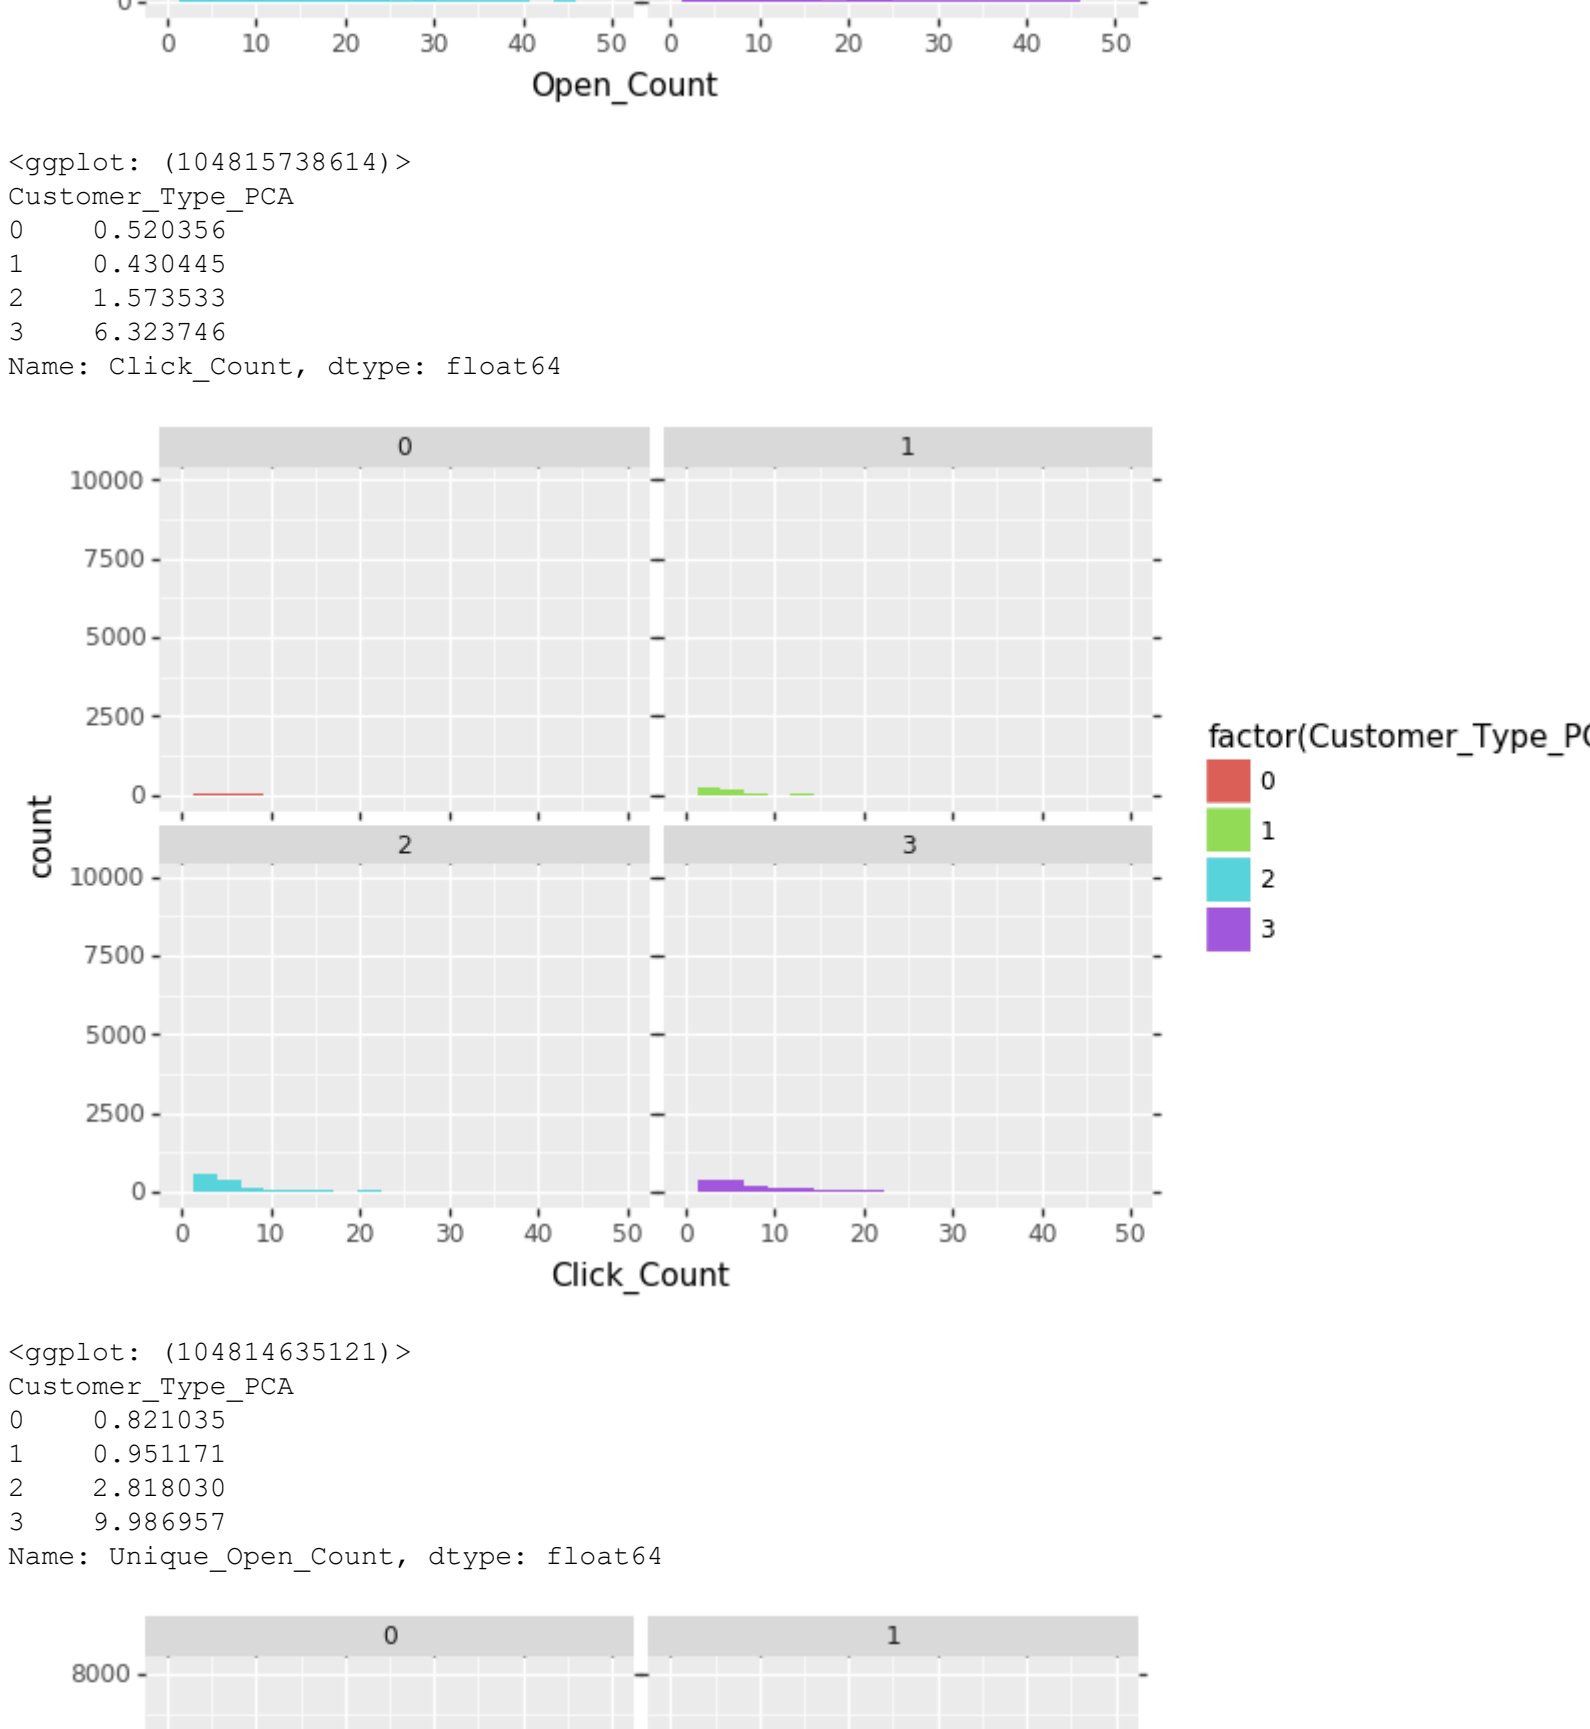 0
0 10 20 30 40 50 0 10 20 30 40 50
Open_Count
<ggplot: (104815738614)>
Customer_Type_PCA
0 0.520356
1 0.430445
2 1.573533
3 6.323746
Name: Click_Count, dtype: float64
0 1
10000
7500
5000
2500
0
count
2 3
10000
7500
5000
2500
0
0 10 20 30 40 50 0 10 20 30 40 50
Click_Count
factor(Customer_Type_PC
0
1
2
3
<ggplot: (104814635121)>
Customer_Type_PCA
0 0.821035
1 0.951171
2 2.818030
3 9.986957
Name: Unique_Open_Count, dtype: float64
0 1
8000